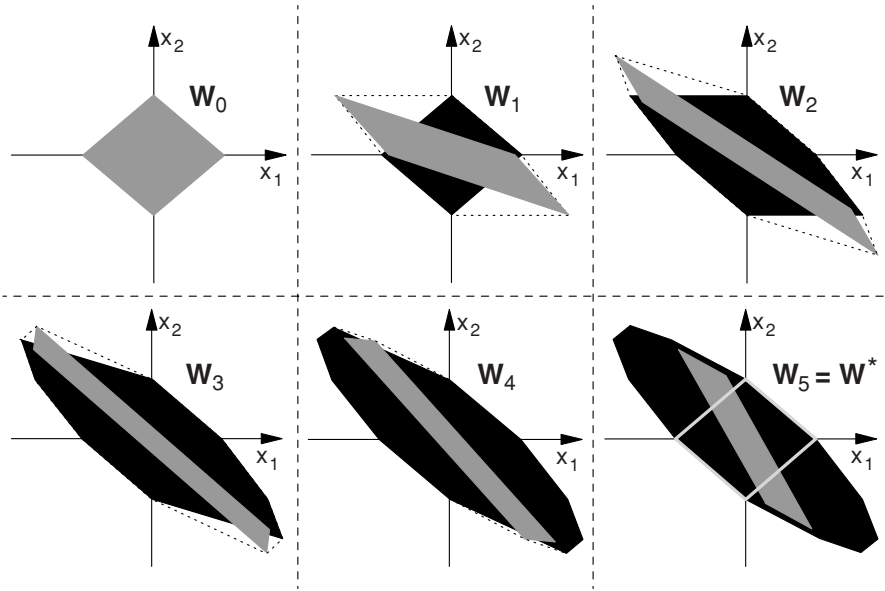 x₂
W₀
x₁
x₂
W₁
x₁
x₂
W₂
x₁
x₂
W₃
x₁
x₂
W₄
x₁
x₂
W₅ = W*
x₁